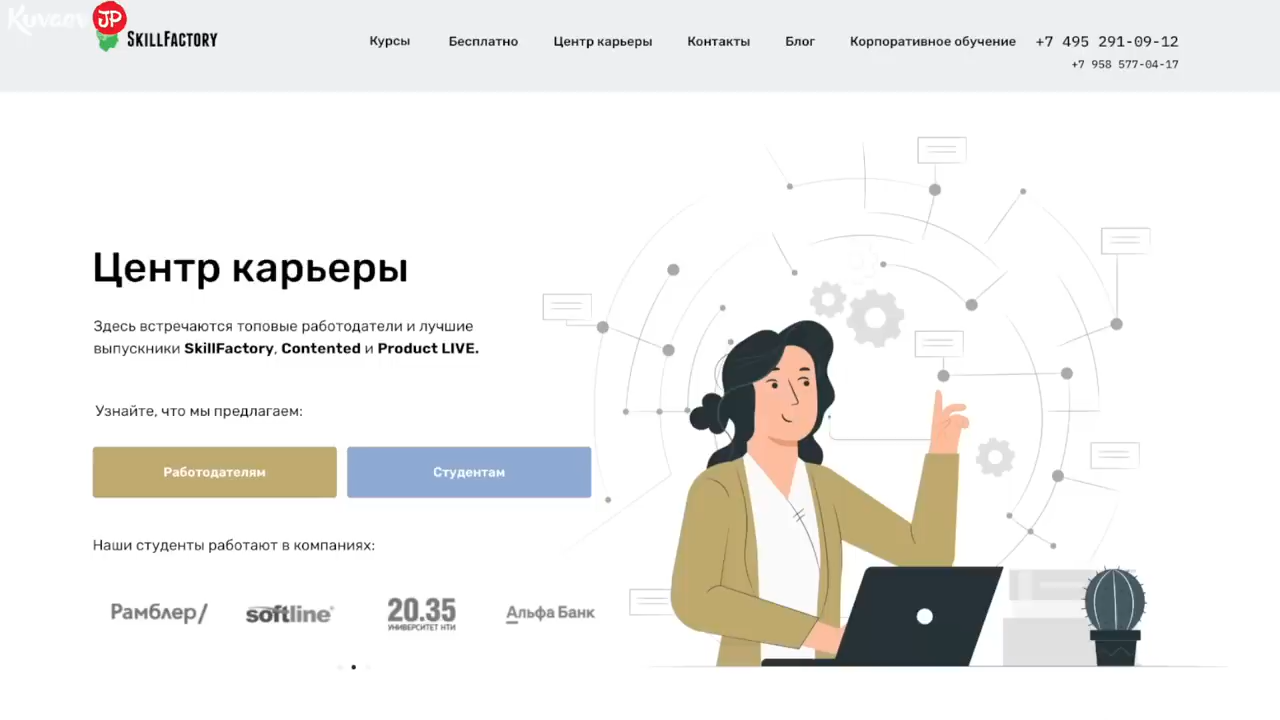 Kuvaev JP
SKILLFACTORY
Курсы Бесплатно Центр карьеры Контакты Блог Корпоративное обучение +7 495 291-09-12
+7 958 577-04-17
Центр карьеры
Здесь встречаются топовые работодатели и лучшие
выпускники SkillFactory, Contented и Product LIVE.
Узнайте, что мы предлагаем:
Работодателям Студентам
Наши студенты работают в компаниях:
Рамблер/ softline® 20.35 Альфа Банк
УНИВЕРСИТЕТ НТИ